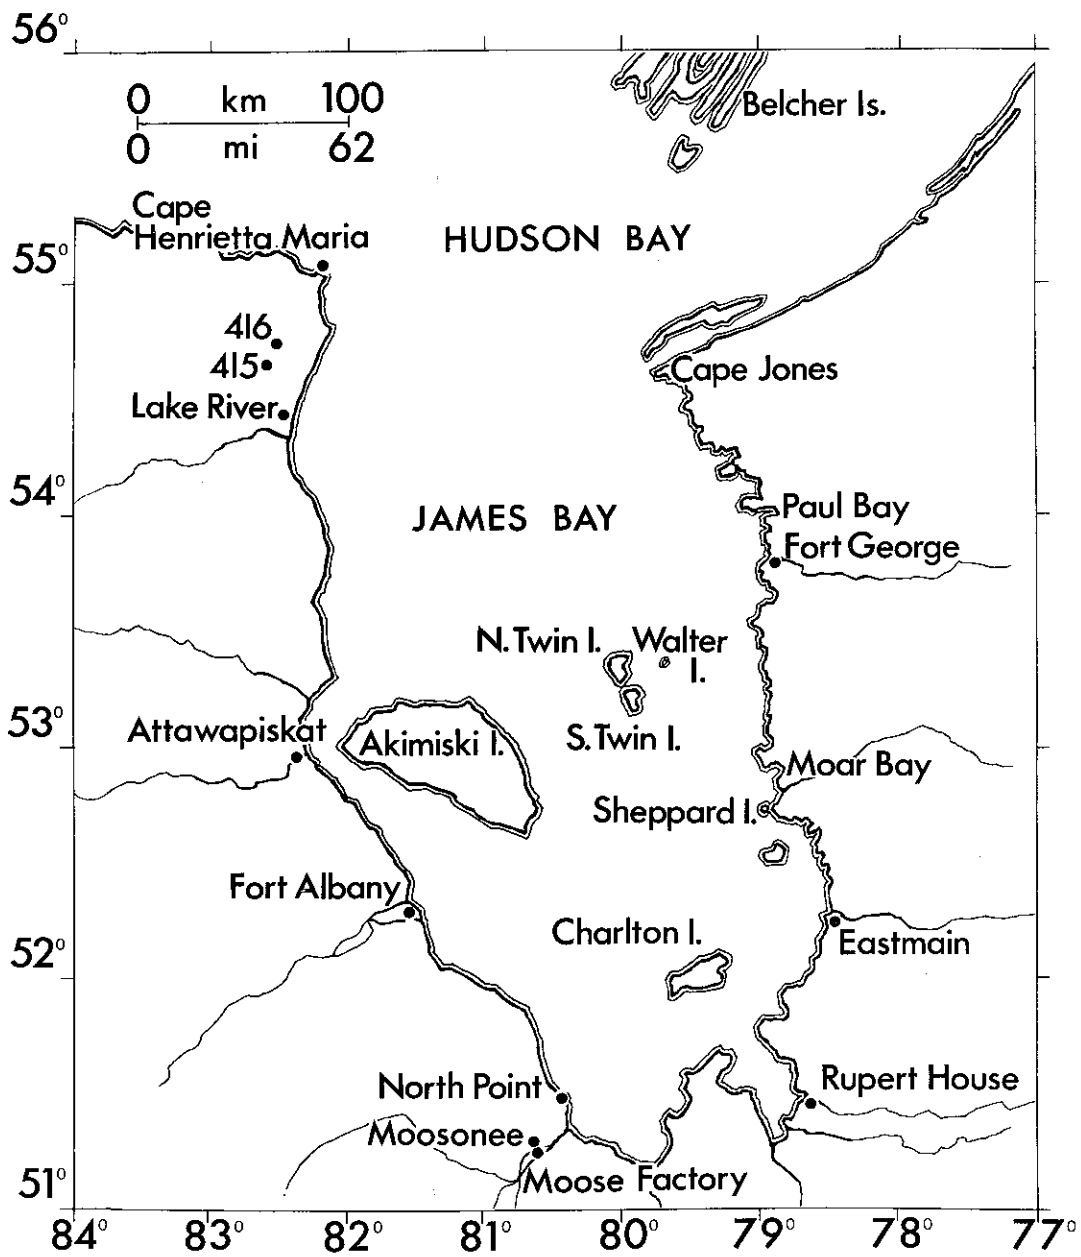 56°
0 km 100
0 mi 62
Belcher Is.
Cape
Henrietta Maria
HUDSON BAY
55°
416
415
Cape Jones
Lake River
54°
JAMES BAY
Paul Bay
Fort George
N. Twin I.
Walter
I.
53°
Attawapiskat
Akimiski I.
S. Twin I.
Moar Bay
Sheppard I.
Fort Albany
Charlton I.
Eastmain
52°
North Point
Rupert House
Moosonee
Moose Factory
51°
84° 83° 82° 81° 80° 79° 78° 77°